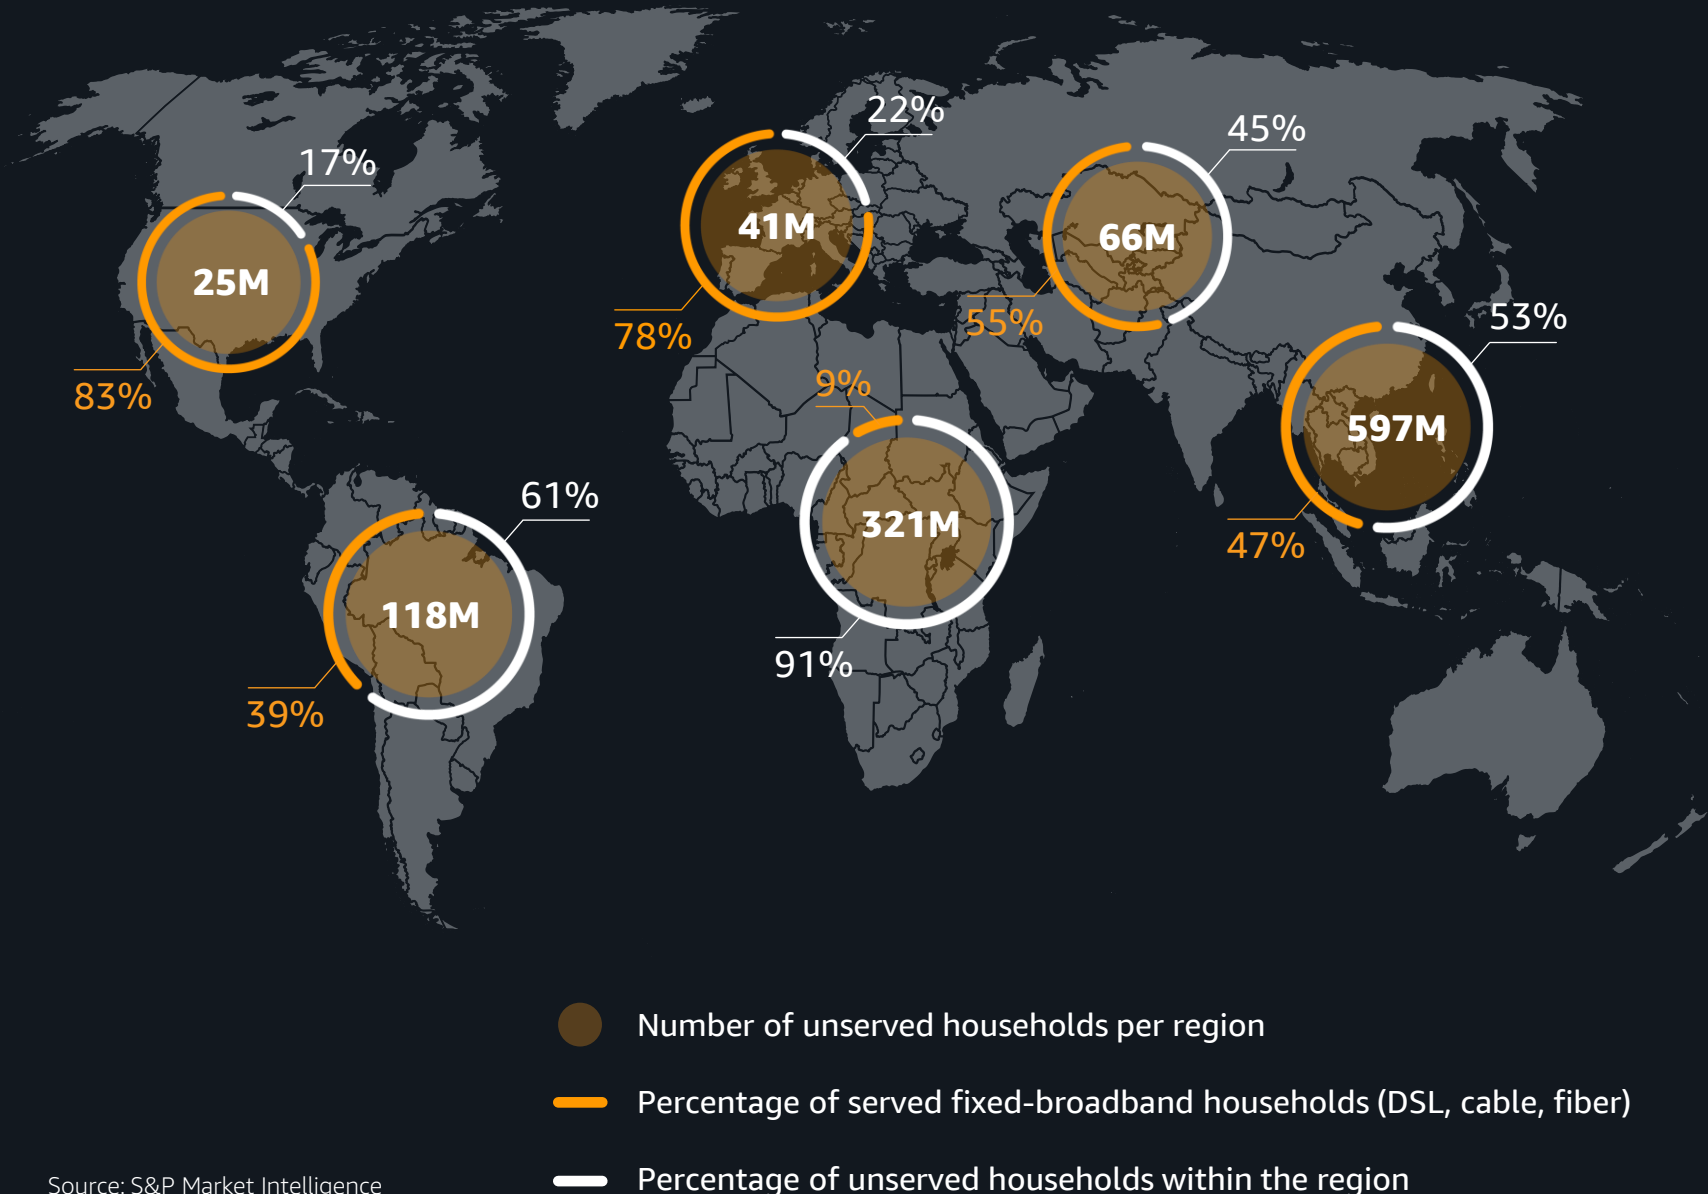 22%
45%
17%
41M
66M
25M
53%
55%
78%
9%
83%
597M
61%
321M
47%
118M
91%
39%
Number of unserved households per region
Percentage of served fixed-broadband households (DSL, cable, fiber)
Percentage of unserved households within the region
Source: S&P Market Intelligence